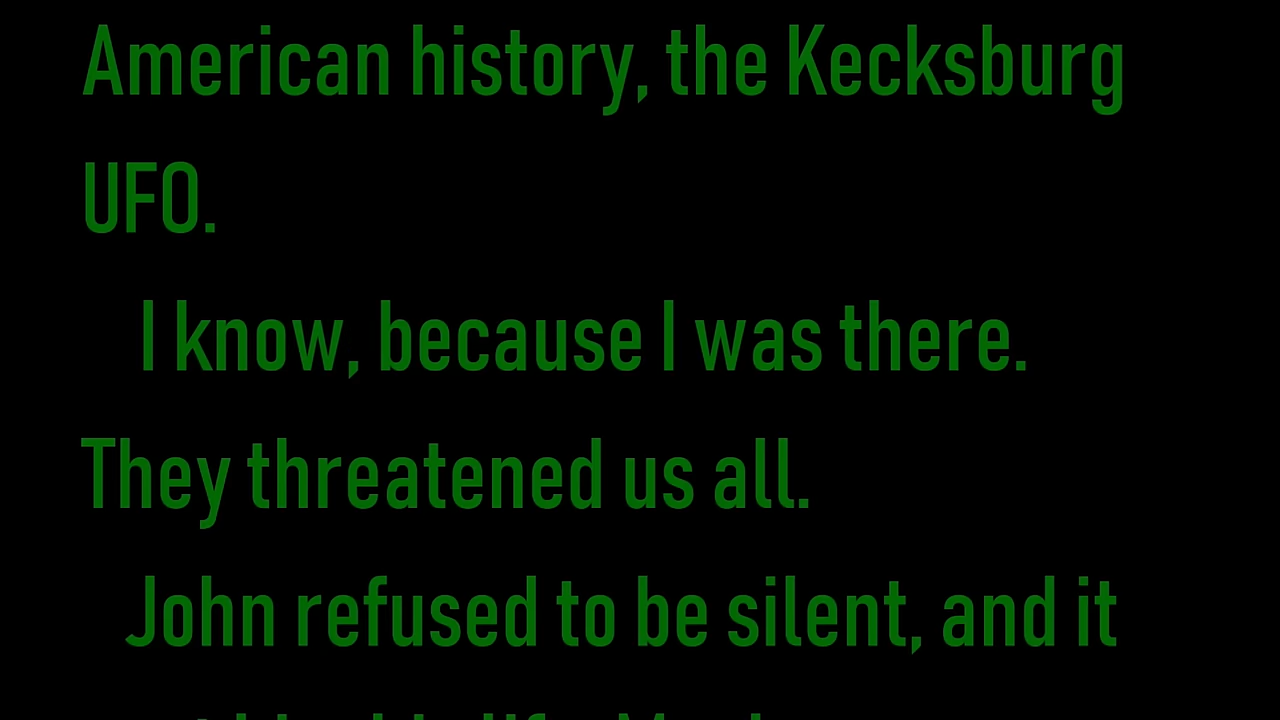 American history, the Kecksburg
UFO.
I know, because I was there.
They threatened us all.
John refused to be silent, and it